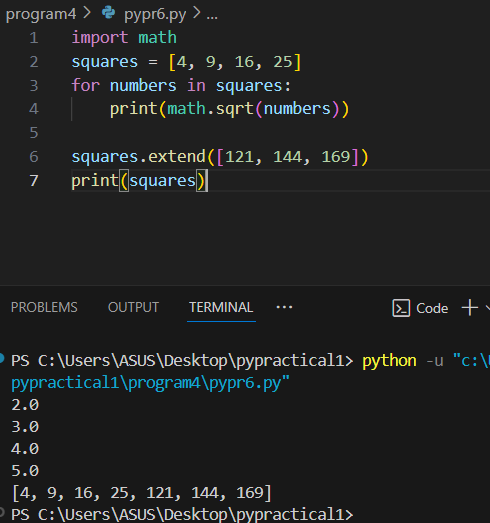 program4 > pypr6.py > ...
1 import math
2 squares = [4, 9, 16, 25]
3 for numbers in squares:
4     print(math.sqrt(numbers))
5
6 squares.extend([121, 144, 169])
7 print(squares)
PROBLEMS OUTPUT TERMINAL ... Code
PS C:\Users\ASUS\Desktop\pypractical1> python -u "c:\
pypractical1\program4\pypr6.py"
2.0
3.0
4.0
5.0
[4, 9, 16, 25, 121, 144, 169]
PS C:\Users\ASUS\Desktop\pypractical1>